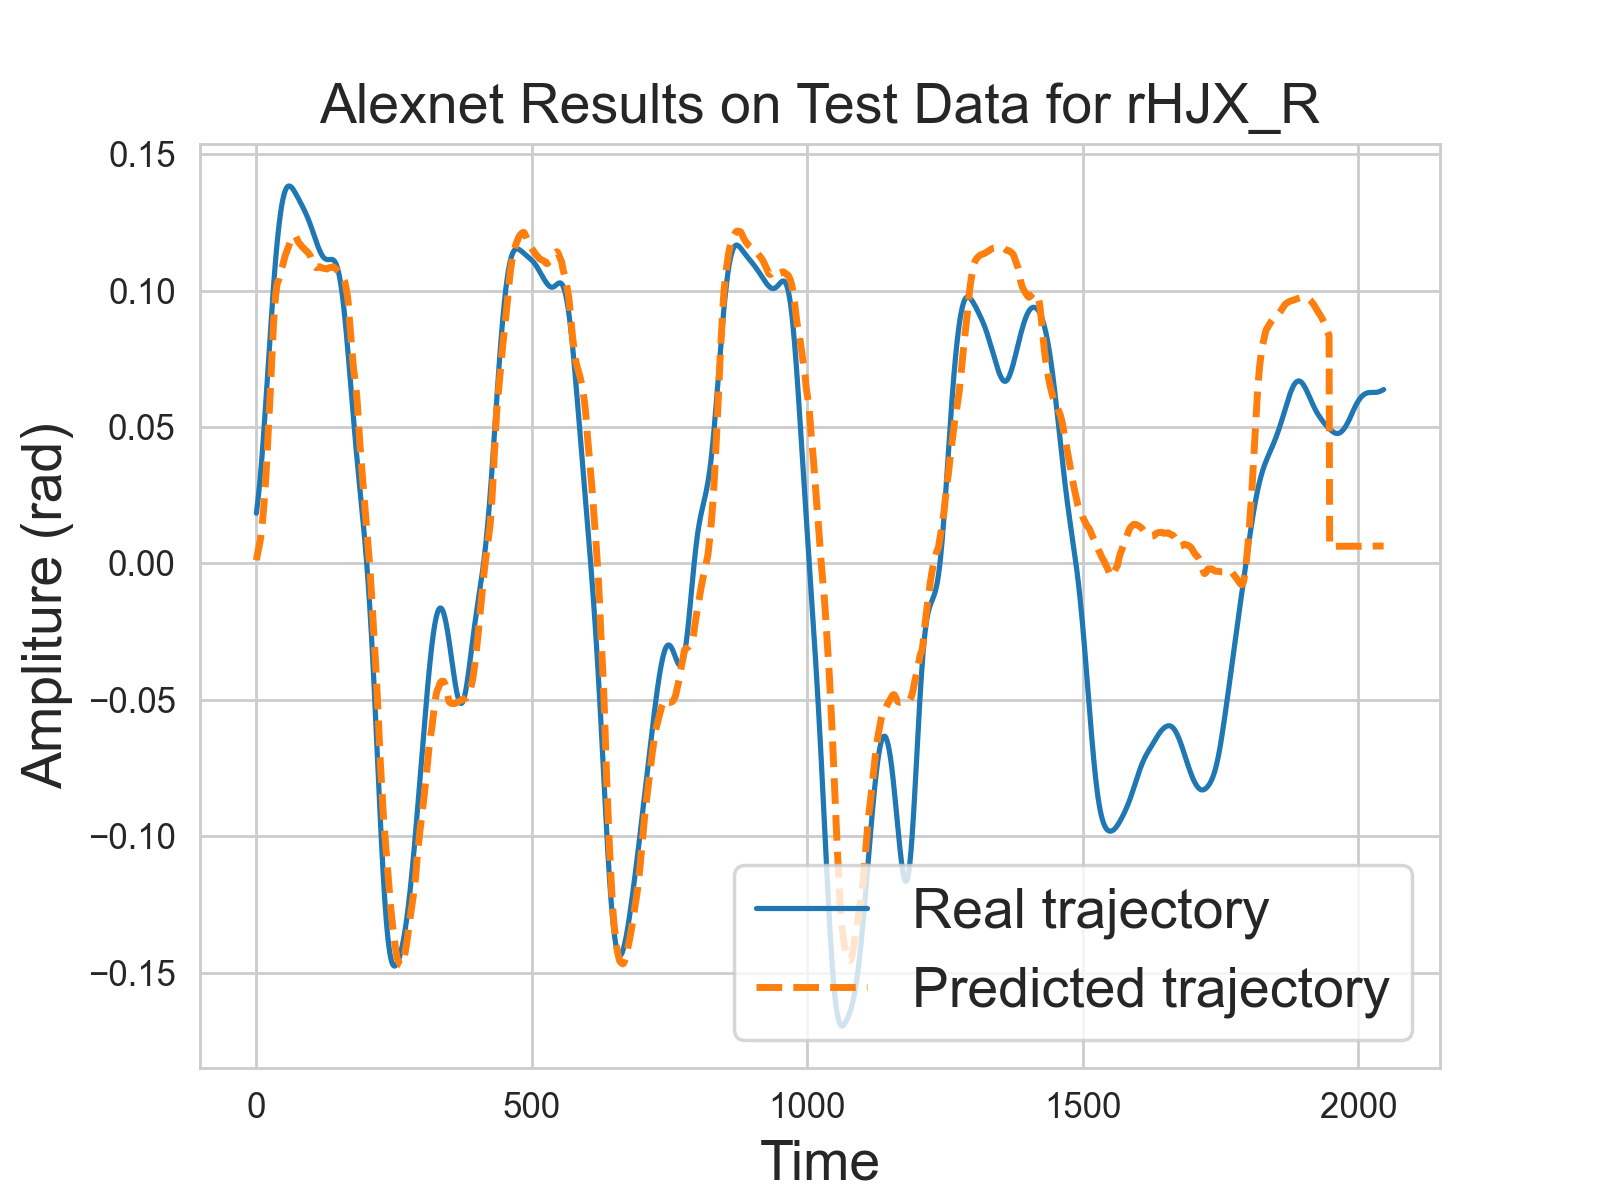 Alexnet Results on Test Data for rHJX_R
0.15
0.10
0.05
0.00
−0.05
−0.10
−0.15
Ampliture (rad)
0 500 1000 1500 2000
Time
Real trajectory
Predicted trajectory